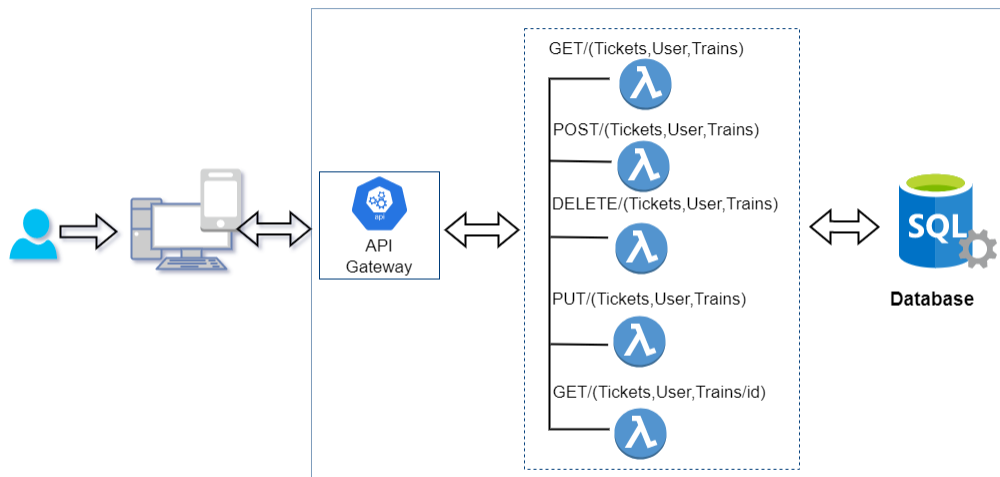 GET/(Tickets,User,Trains)
POST/(Tickets,User,Trains)
DELETE/(Tickets,User,Trains)
PUT/(Tickets,User,Trains)
GET/(Tickets,User,Trains/id)
api
API
Gateway
SQL
Database